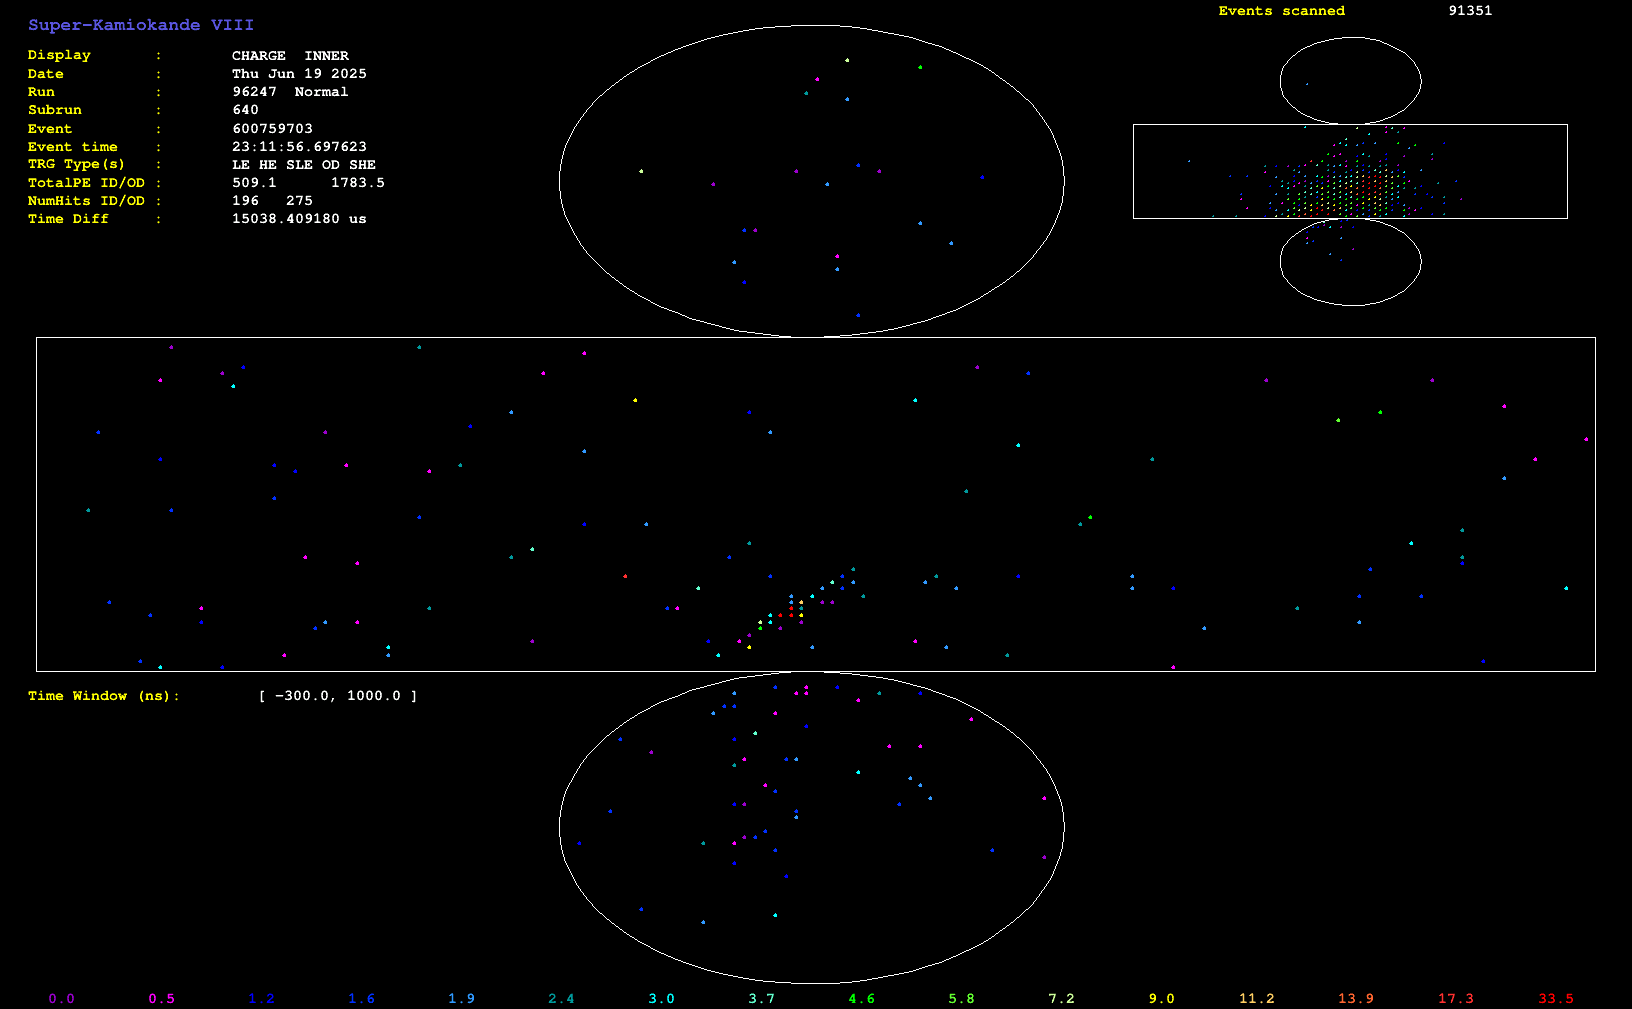 Super-Kamiokande VIII
Events scanned 91351
Display : CHARGE INNER
Date : Thu Jun 19 2025
Run : 96247 Normal
Subrun : 640
Event : 600759703
Event time : 23:11:56.697623
TRG Type(s) : LE HE SLE OD SHE
TotalPE ID/OD : 509.1 1783.5
NumHits ID/OD : 196 275
Time Diff : 15038.409180 us
Time Window (ns): [ −300.0, 1000.0 ]
0.0 0.5 1.2 1.6 1.9 2.4 3.0 3.7 4.6 5.8 7.2 9.0 11.2 13.9 17.3 33.5